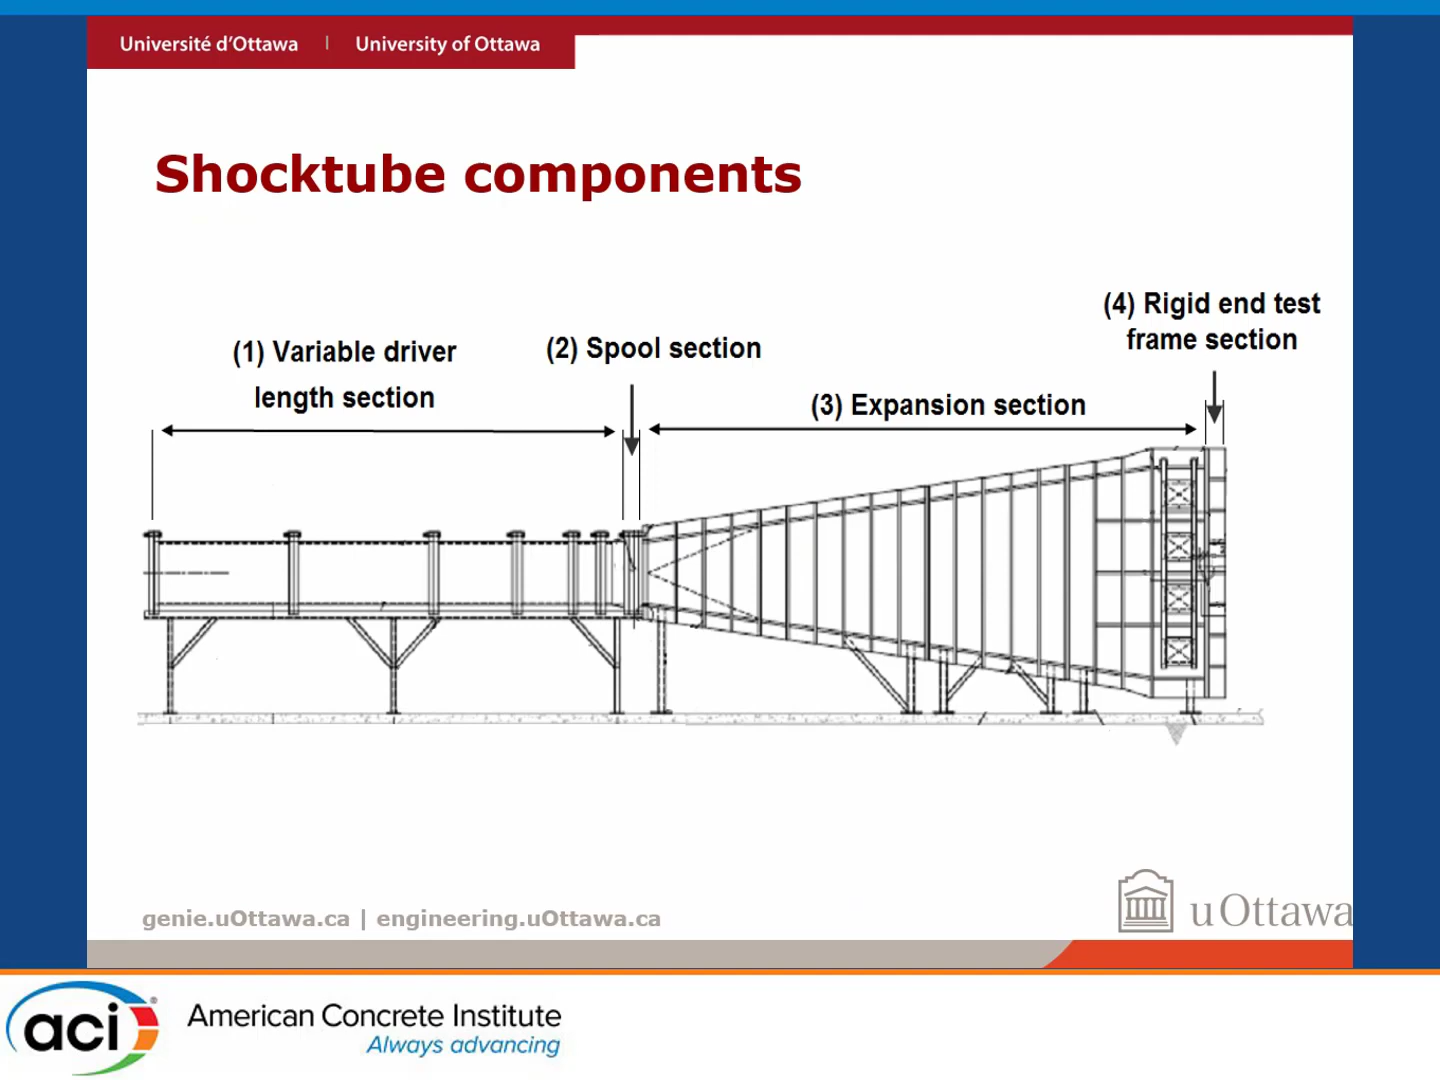 Université d'Ottawa | University of Ottawa
Shocktube components
(4) Rigid end test
frame section
(1) Variable driver
length section
(2) Spool section
(3) Expansion section
genie.uOttawa.ca | engineering.uOttawa.ca
uOttawa
aci®
American Concrete Institute
Always advancing